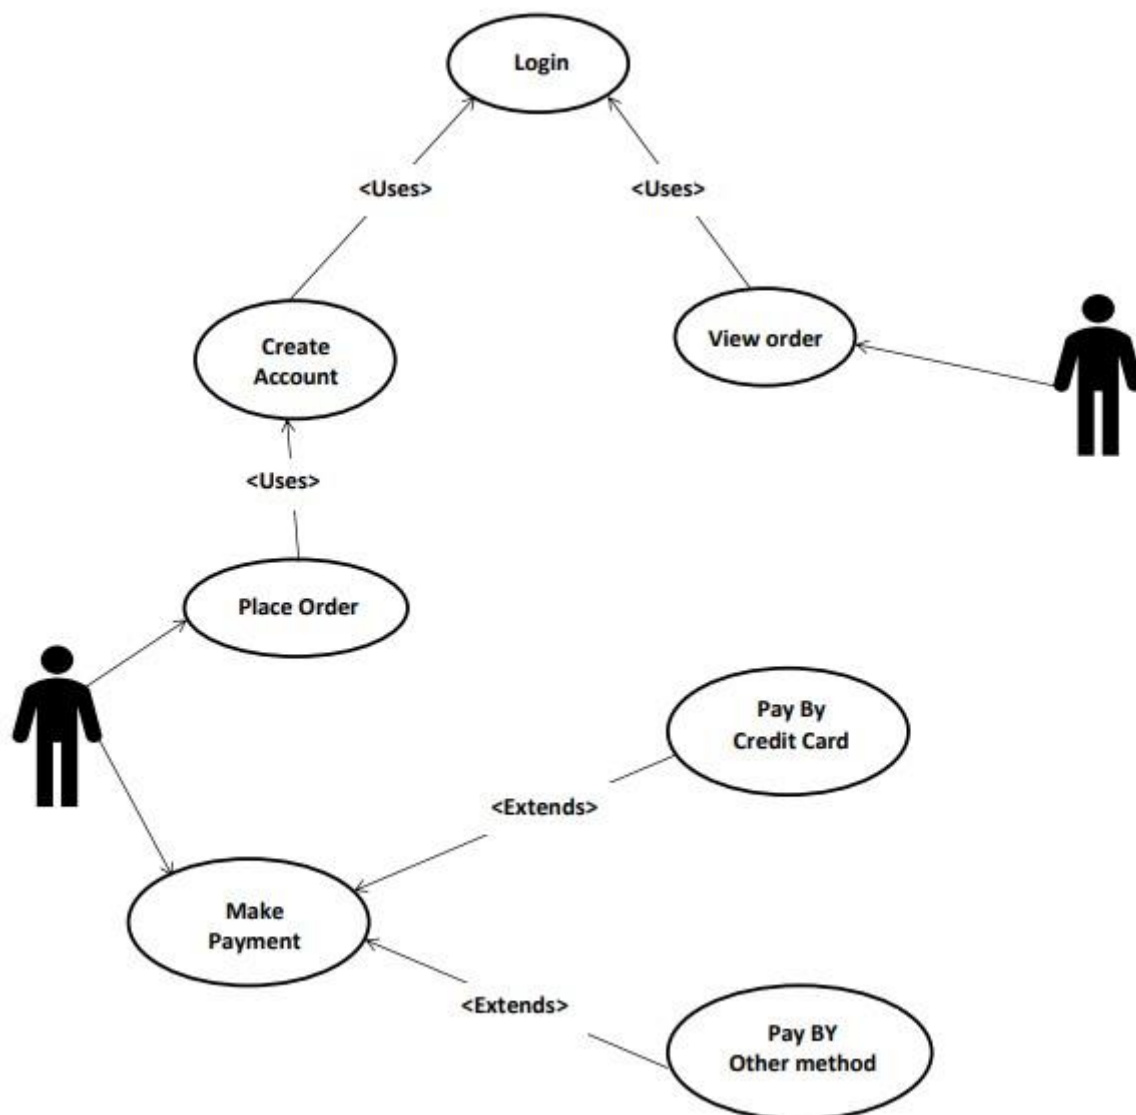 Login
<Uses>
<Uses>
Create
Account
View order
<Uses>
Place Order
Pay By
Credit Card
<Extends>
Make
Payment
<Extends>
Pay BY
Other method